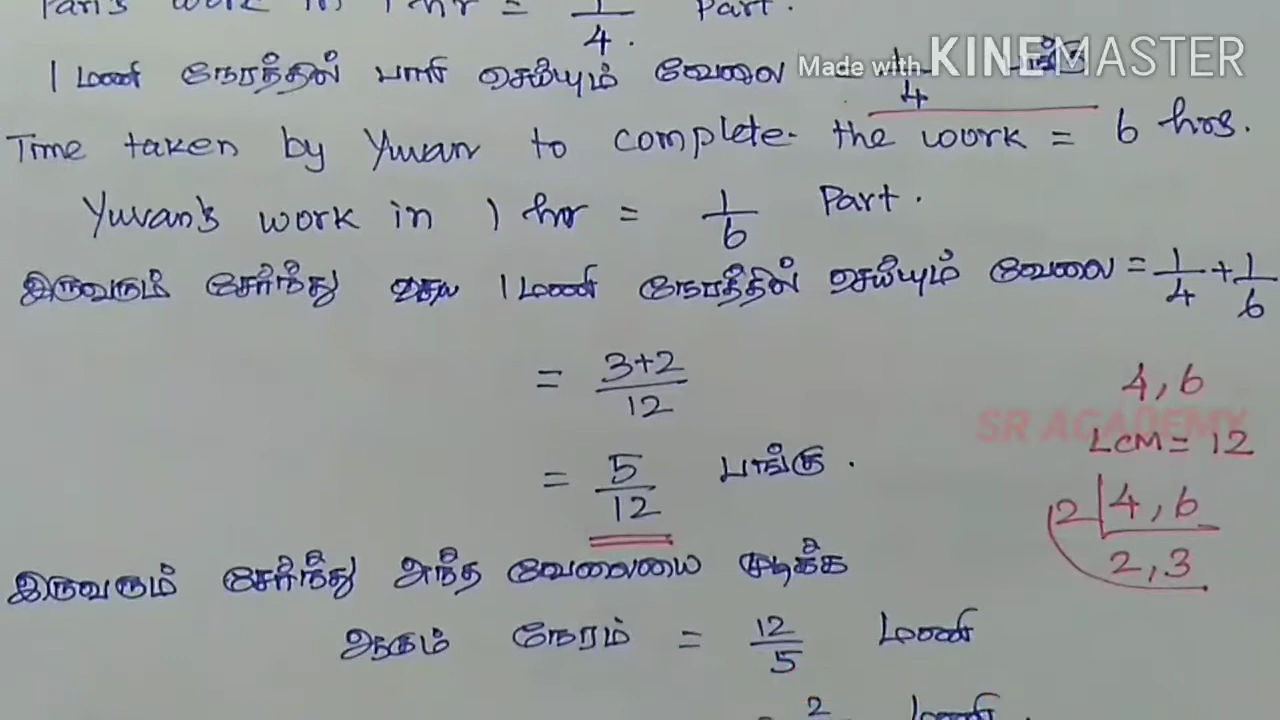 Pari's work in 1 hr = 1/4 Part.
1 மணி நேரத்தில் பாரி செய்யும் வேலை = 1/4 பங்கு
Made with KINEMASTER
Time taken by Yuvan to complete the work = 6 hrs.
Yuvan's work in 1 hr = 1/6 Part.
இருவரும் சேர்ந்து 1 மணி நேரத்தில் செய்யும் வேலை = 1/4 + 1/6
= 3+2/12
4, 6
SR ACADEMY
LCM = 12
= 5/12 பங்கு.
2 | 4, 6
2, 3
இருவரும் சேர்ந்து அந்த வேலையை முடிக்க
ஆகும் நேரம் = 12/5 மணி
2 மணி.